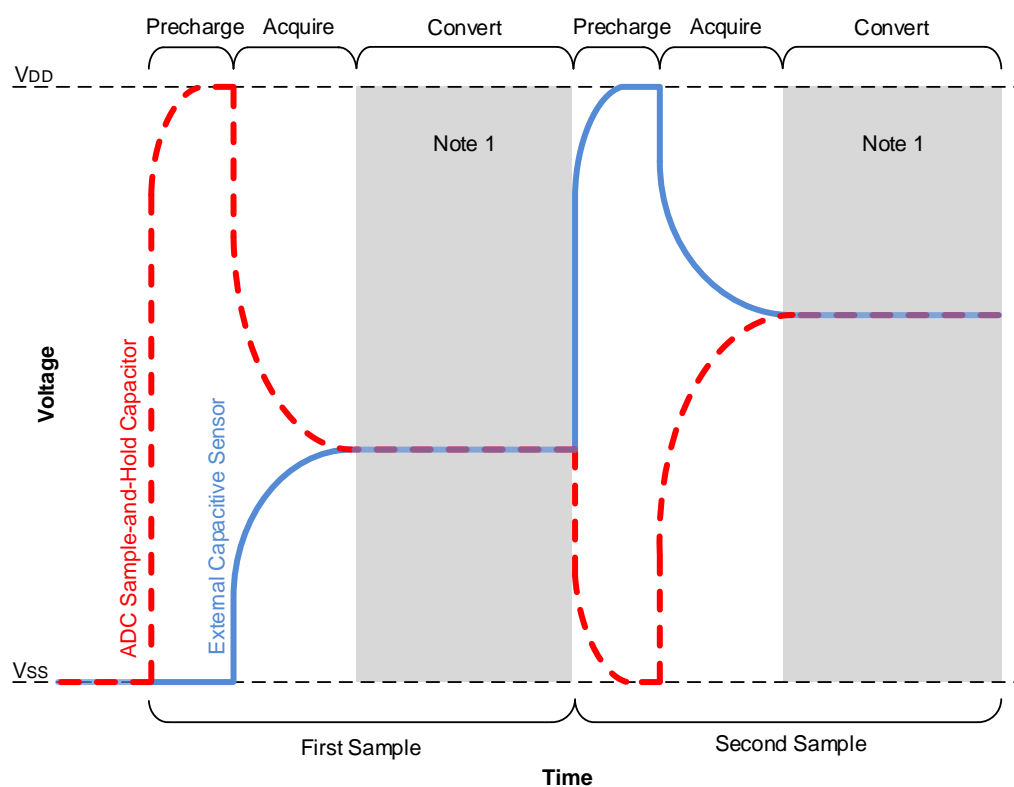 Precharge Acquire Convert Precharge Acquire Convert
VDD
Note 1 Note 1
Voltage
ADC Sample-and-Hold Capacitor
External Capacitive Sensor
VSS
First Sample Second Sample
Time